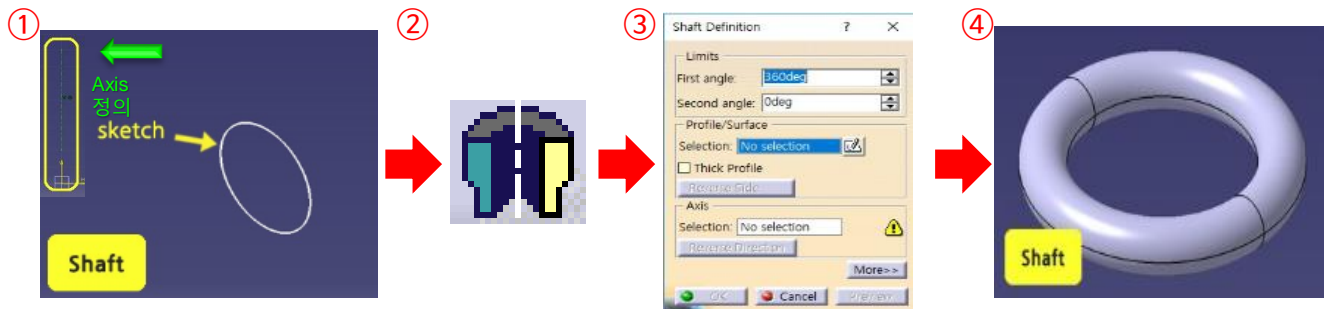 ①
Axis
정의
sketch
Shaft
②
③
Shaft Definition ? ×
Limits
First angle: 360deg
Second angle: 0deg
Profile/Surface
Selection: No selection
Thick Profile
Reverse Side
Axis
Selection: No selection
Reverse Direction
More>>
OK Cancel Preview
④
Shaft